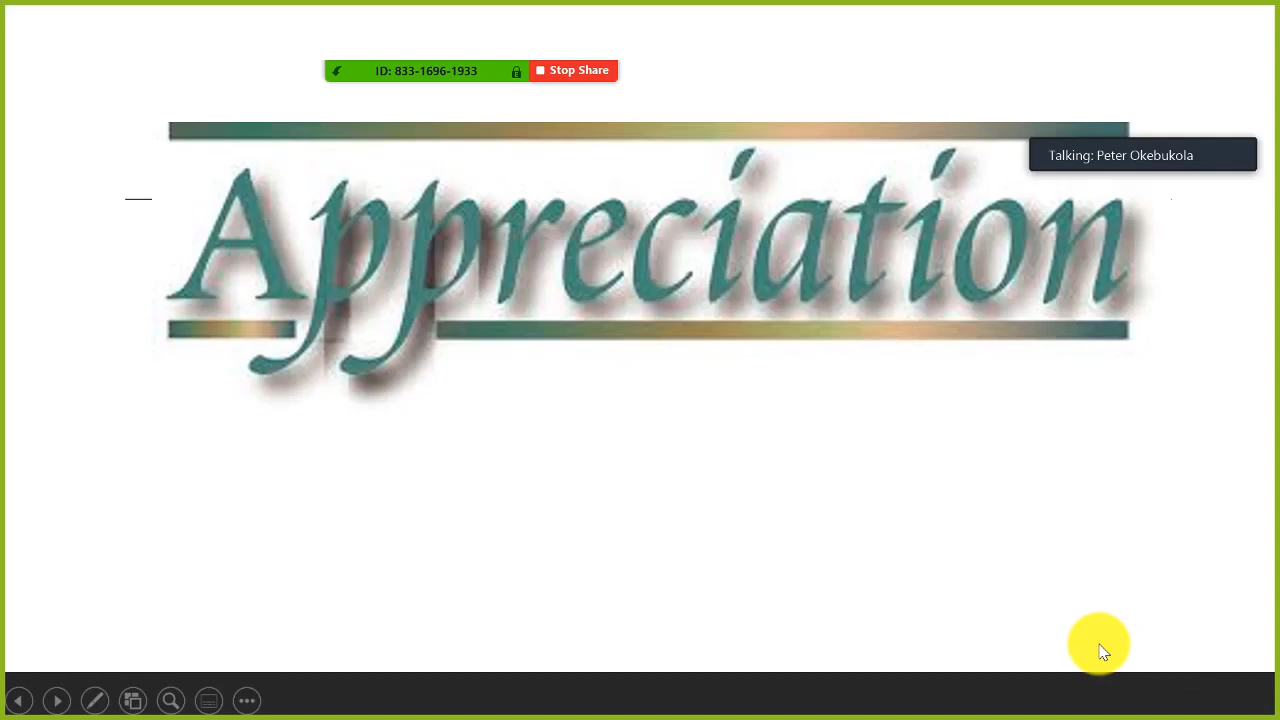 ID: 833-1696-1933 Stop Share
Talking: Peter Okebukola
Appreciation